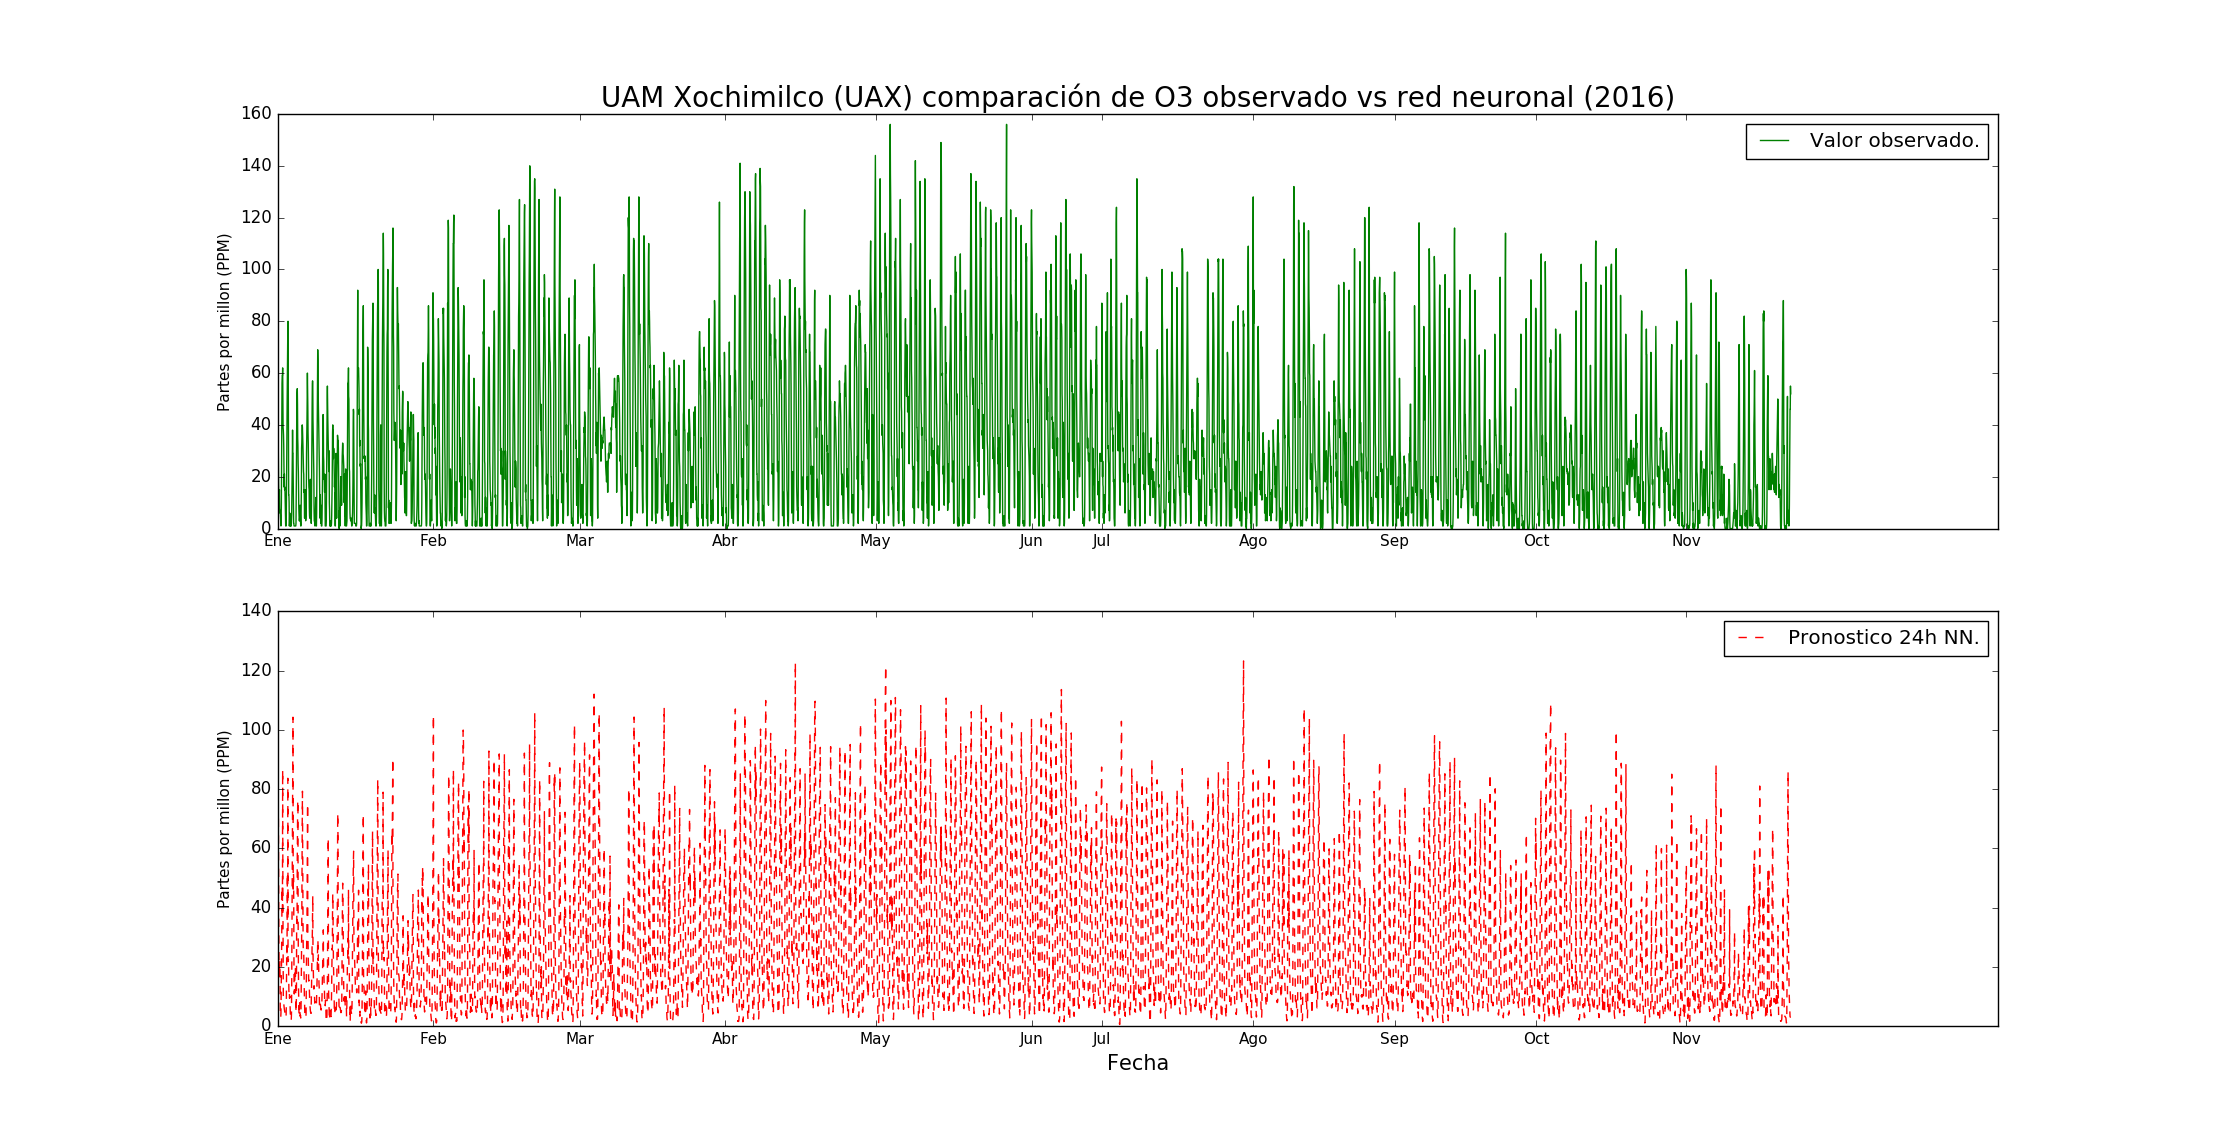 UAM Xochimilco (UAX) comparación de O3 observado vs red neuronal (2016)
160
140
120
100
80
60
40
20
0
Partes por millon (PPM)
Valor observado.
Ene Feb Mar Abr May Jun Jul Ago Sep Oct Nov
140
120
100
80
60
40
20
0
Partes por millon (PPM)
Pronostico 24h NN.
Ene Feb Mar Abr May Jun Jul Ago Sep Oct Nov
Fecha